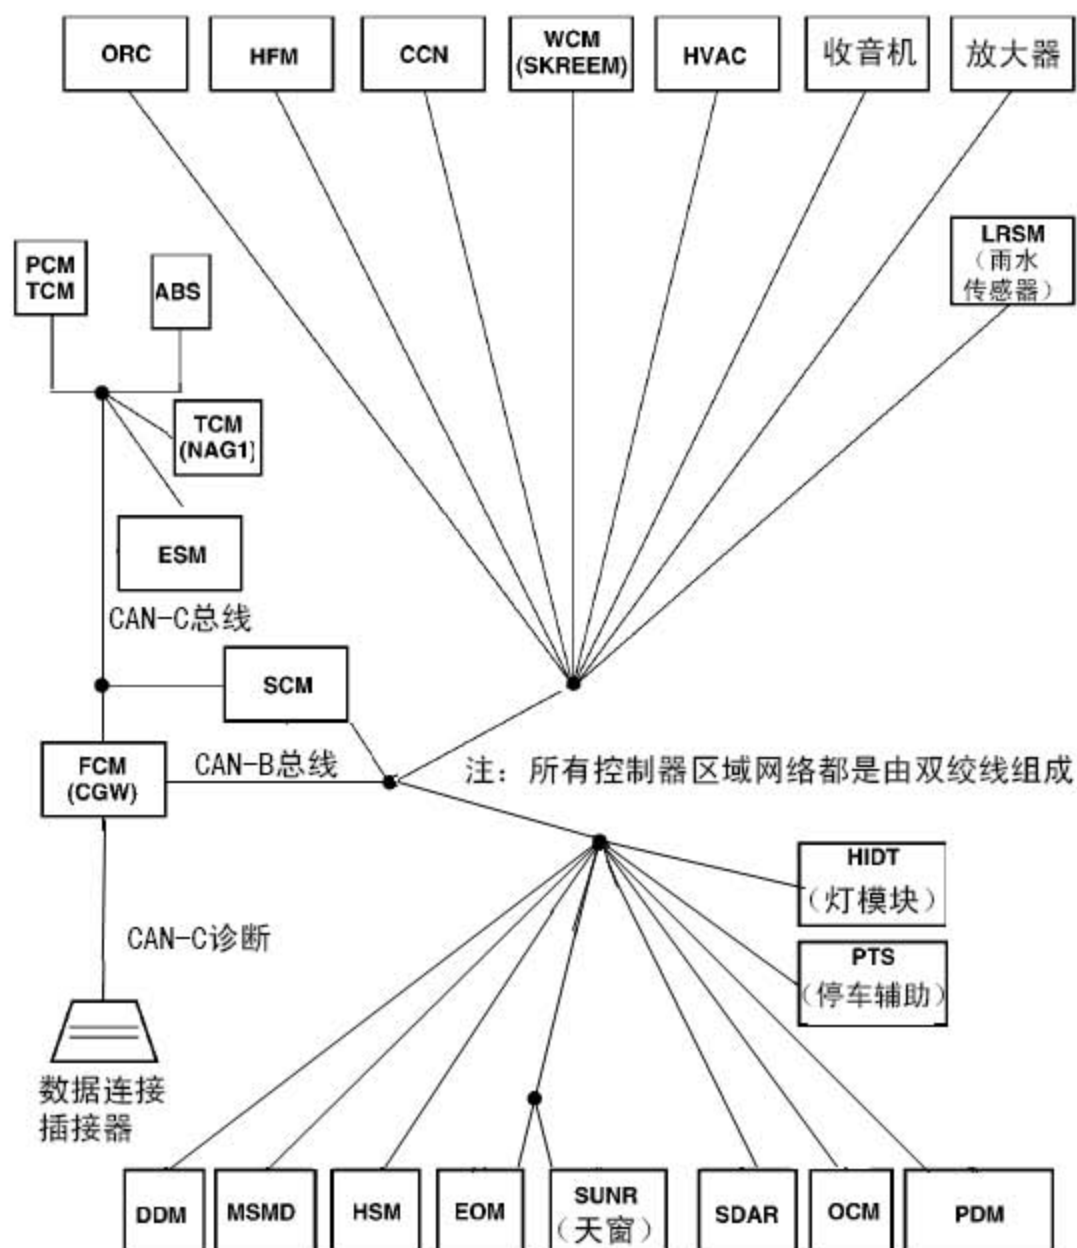 ORC
HFM
CCN
WCM
(SKREEM)
HVAC
收音机
放大器
LRSM
（雨水
传感器）
PCM
TCM
ABS
TCM
(NAG1)
ESM
CAN-C总线
SCM
FCM
(CGW)
CAN-B总线
注：所有控制器区域网络都是由双绞线组成
HIDT
（灯模块）
PTS
（停车辅助）
CAN-C诊断
数据连接
插接器
DDM
MSMD
HSM
EOM
SUNR
（天窗）
SDAR
OCM
PDM